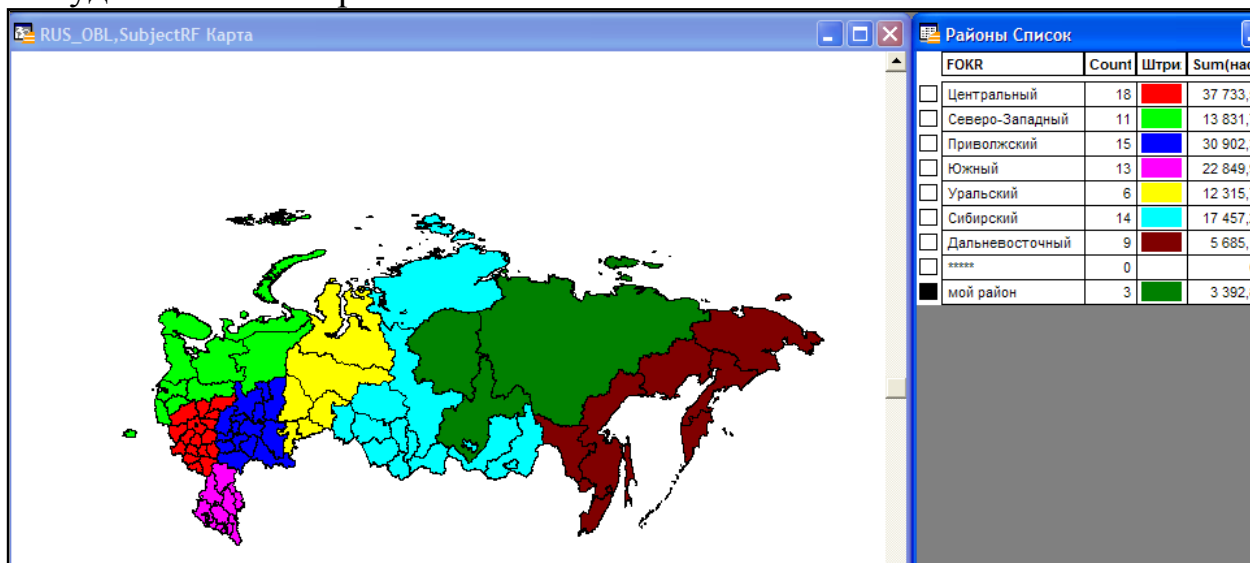 RUS_OBL,SubjectRF Карта
Районы Список
FOKR Count Штри: Sum(нас
Центральный 18 37 733,
Северо-Западный 11 13 831,
Приволжский 15 30 902,
Южный 13 22 849,
Уральский 6 12 315,
Сибирский 14 17 457,
Дальневосточный 9 5 685,
***** 0
мой район 3 3 392,